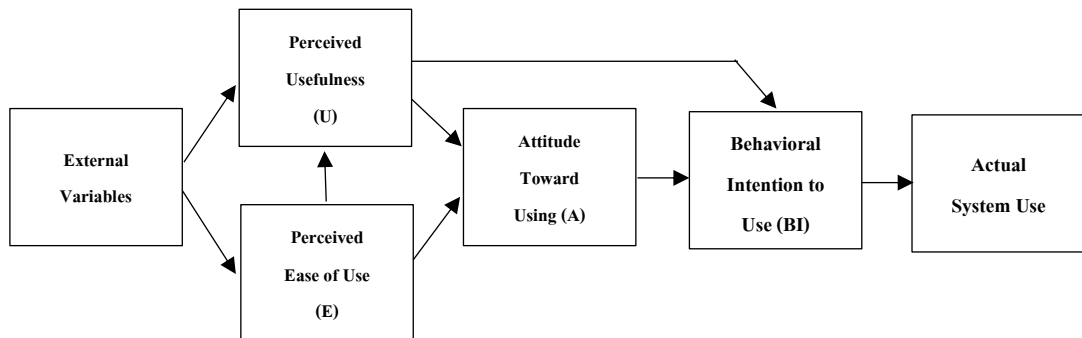 External
Variables
Perceived
Usefulness
(U)
Perceived
Ease of Use
(E)
Attitude
Toward
Using (A)
Behavioral
Intention to
Use (BI)
Actual
System Use